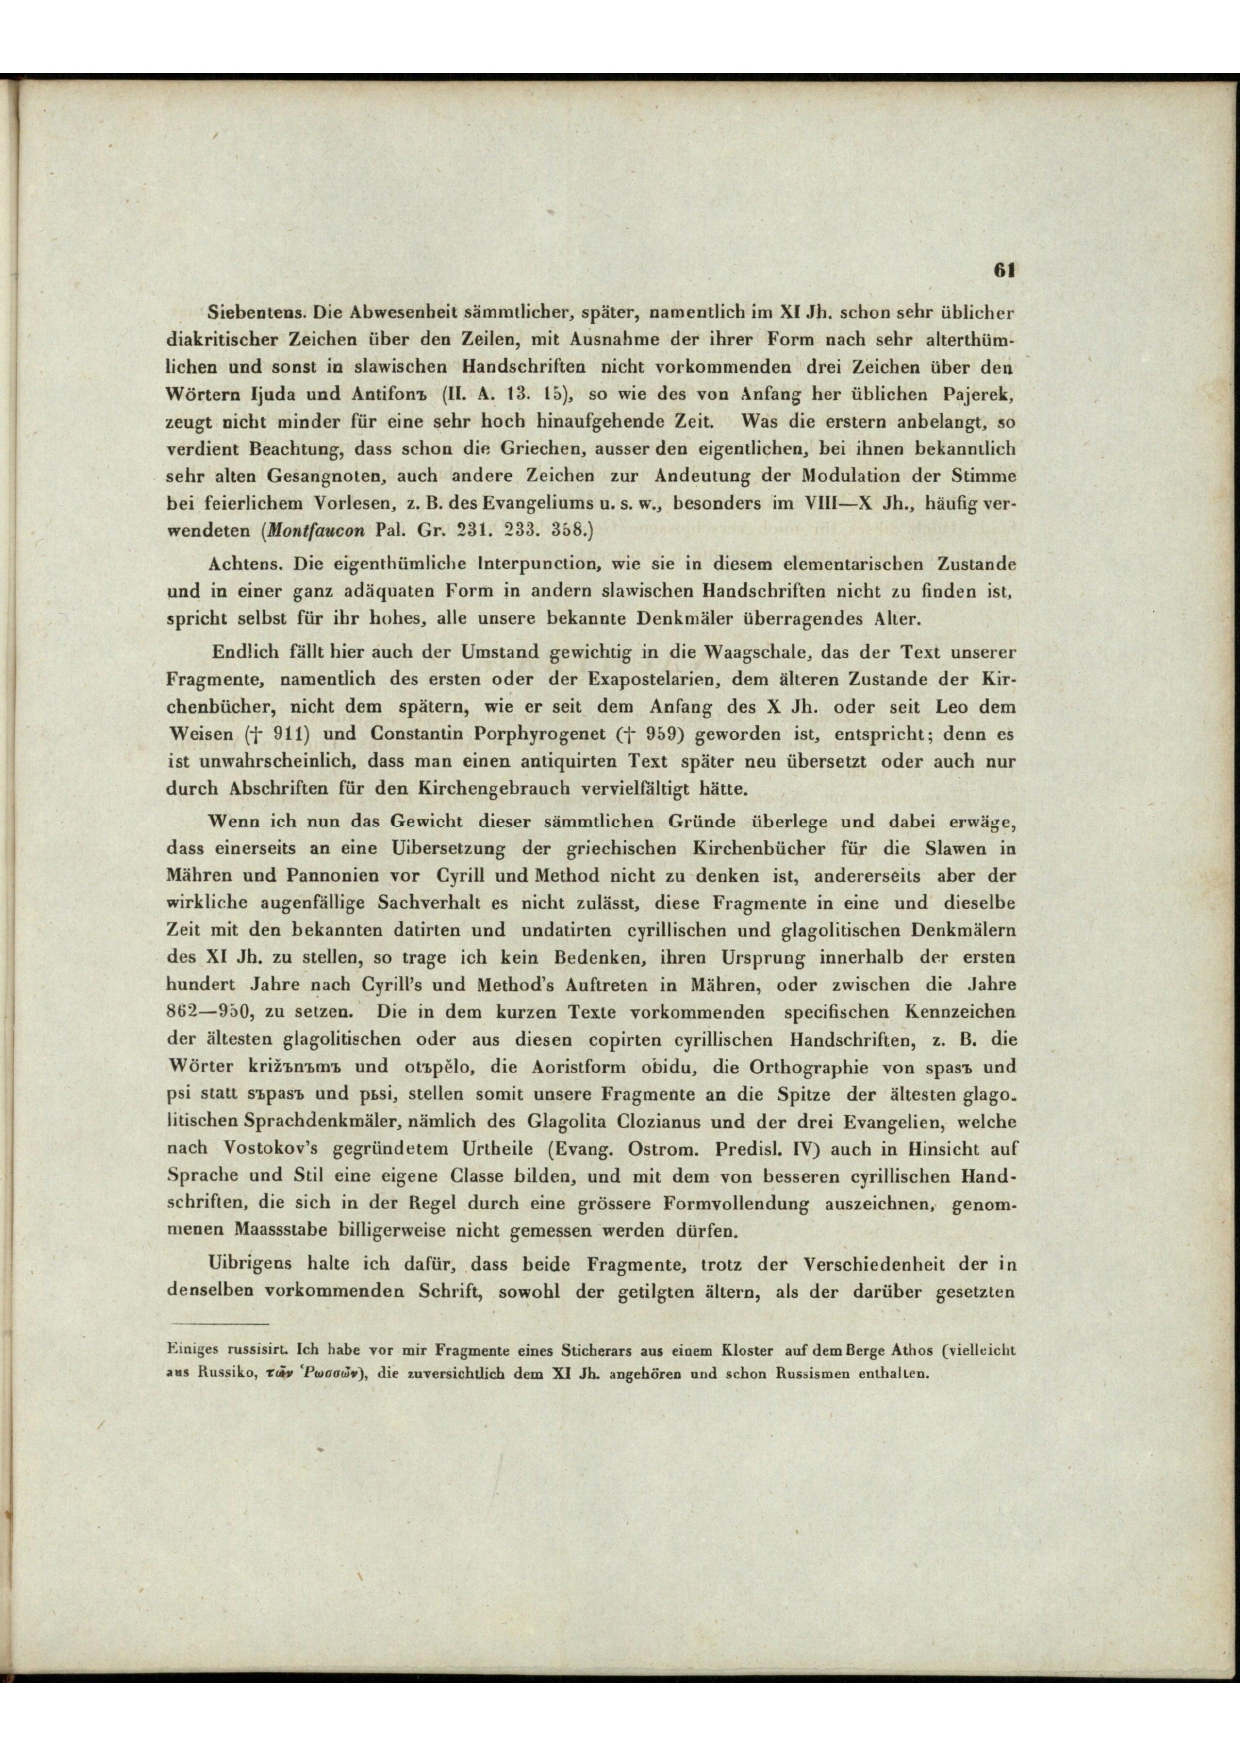 61
Siebentens. Die Abwesenheit sämmtlicher, später, namentlich im XI Jh. schon sehr üblicher
diakritischer Zeichen über den Zeilen, mit Ausnahme der ihrer Form nach sehr alterthüm-
lichen und sonst in slawischen Handschriften nicht vorkommenden drei Zeichen über den
Wörtern Ijuda und Antifonъ (II. A. 13. 15), so wie des von Anfang her üblichen Pajerek,
zeugt nicht minder für eine sehr hoch hinaufgehende Zeit. Was die erstern anbelangt, so
verdient Beachtung, dass schon die Griechen, ausser den eigentlichen, bei ihnen bekanntlich
sehr alten Gesangnoten, auch andere Zeichen zur Andeutung der Modulation der Stimme
bei feierlichem Vorlesen, z. B. des Evangeliums u. s. w., besonders im VIII—X Jh., häufig ver-
wendeten (Montfaucon Pal. Gr. 231. 233. 358.)
Achtens. Die eigenthümliche Interpunction, wie sie in diesem elementarischen Zustande
und in einer ganz adäquaten Form in andern slawischen Handschriften nicht zu finden ist,
spricht selbst für ihr hohes, alle unsere bekannte Denkmäler überragendes Alter.
Endlich fällt hier auch der Umstand gewichtig in die Waagschale, das der Text unserer
Fragmente, namentlich des ersten oder der Exapostelarien, dem älteren Zustande der Kir-
chenbücher, nicht dem spätern, wie er seit dem Anfang des X Jh. oder seit Leo dem
Weisen († 911) und Constantin Porphyrogenet († 959) geworden ist, entspricht; denn es
ist unwahrscheinlich, dass man einen antiquirten Text später neu übersetzt oder auch nur
durch Abschriften für den Kirchengebrauch vervielfältigt hätte.
Wenn ich nun das Gewicht dieser sämmtlichen Gründe überlege und dabei erwäge,
dass einerseits an eine Uibersetzung der griechischen Kirchenbücher für die Slawen in
Mähren und Pannonien vor Cyrill und Method nicht zu denken ist, andererseits aber der
wirkliche augenfällige Sachverhalt es nicht zulässt, diese Fragmente in eine und dieselbe
Zeit mit den bekannten datirten und undatirten cyrillischen und glagolitischen Denkmälern
des XI Jh. zu stellen, so trage ich kein Bedenken, ihren Ursprung innerhalb der ersten
hundert Jahre nach Cyrill's und Method's Auftreten in Mähren, oder zwischen die Jahre
862—950, zu setzen. Die in dem kurzen Texte vorkommenden specifischen Kennzeichen
der ältesten glagolitischen oder aus diesen copirten cyrillischen Handschriften, z. B. die
Wörter križъnъmъ und otъpělo, die Aoristform obidu, die Orthographie von spasъ und
psi statt sъpasъ und pьsi, stellen somit unsere Fragmente an die Spitze der ältesten glago-
litischen Sprachdenkmäler, nämlich des Glagolita Clozianus und der drei Evangelien, welche
nach Vostokov's gegründetem Urtheile (Evang. Ostrom. Predisl. IV) auch in Hinsicht auf
Sprache und Stil eine eigene Classe bilden, und mit dem von besseren cyrillischen Hand-
schriften, die sich in der Regel durch eine grössere Formvollendung auszeichnen, genom-
menen Maassstabe billigerweise nicht gemessen werden dürfen.
Uibrigens halte ich dafür, dass beide Fragmente, trotz der Verschiedenheit der in
denselben vorkommenden Schrift, sowohl der getilgten ältern, als der darüber gesetzten
Einiges russisirt. Ich habe vor mir Fragmente eines Sticherars aus einem Kloster auf dem Berge Athos (vielleicht
aus Russiko, τῶν Ῥωσσῶν), die zuversichtlich dem XI Jh. angehören und schon Russismen enthalten.